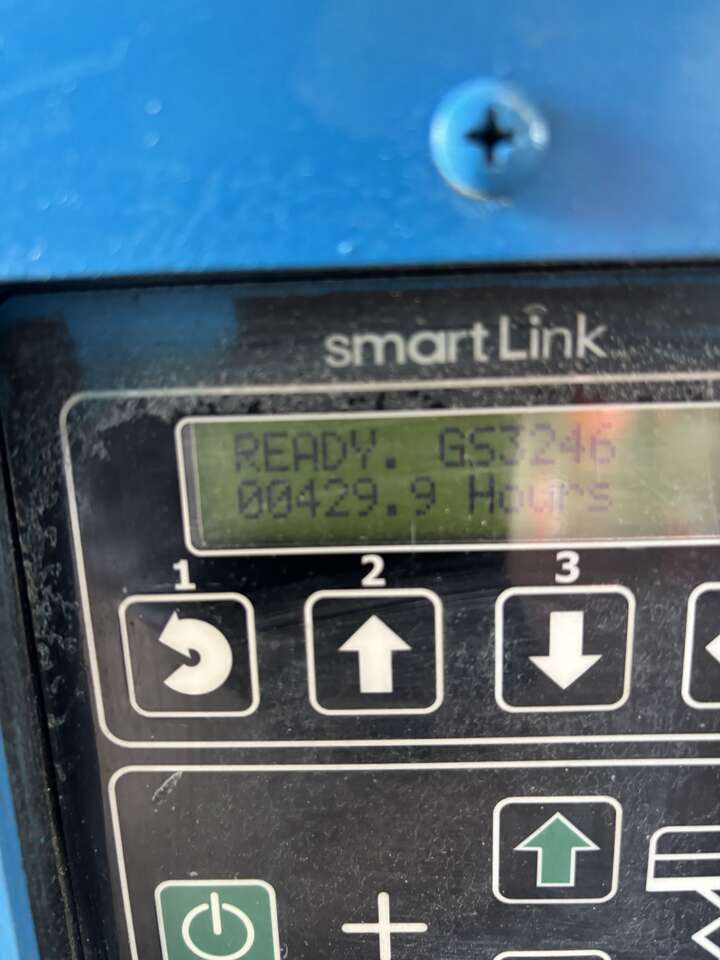 smartLink
READY. GS3246
00429.9 Hours
1 2 3